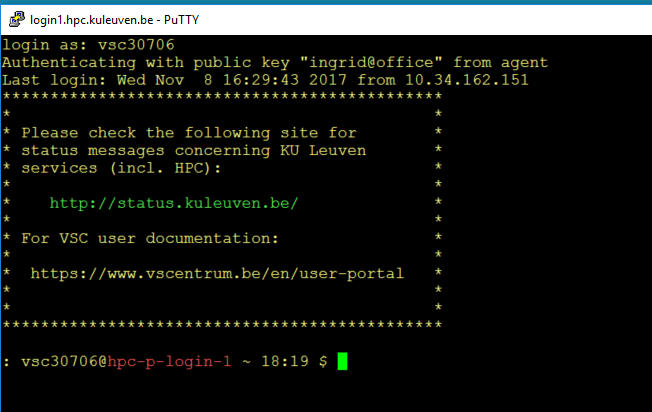 login1.hpc.kuleuven.be - PuTTY
login as: vsc30706
Authenticating with public key "ingrid@office" from agent
Last login: Wed Nov  8 16:29:43 2017 from 10.34.162.151
***********************************************
*                                             *
* Please check the following site for         *
* status messages concerning KU Leuven        *
* services (incl. HPC):                       *
*                                             *
*    http://status.kuleuven.be/               *
*                                             *
* For VSC user documentation:                 *
*                                             *
*  https://www.vscentrum.be/en/user-portal    *
*                                             *
*                                             *
***********************************************
: vsc30706@hpc-p-login-1 ~ 18:19 $